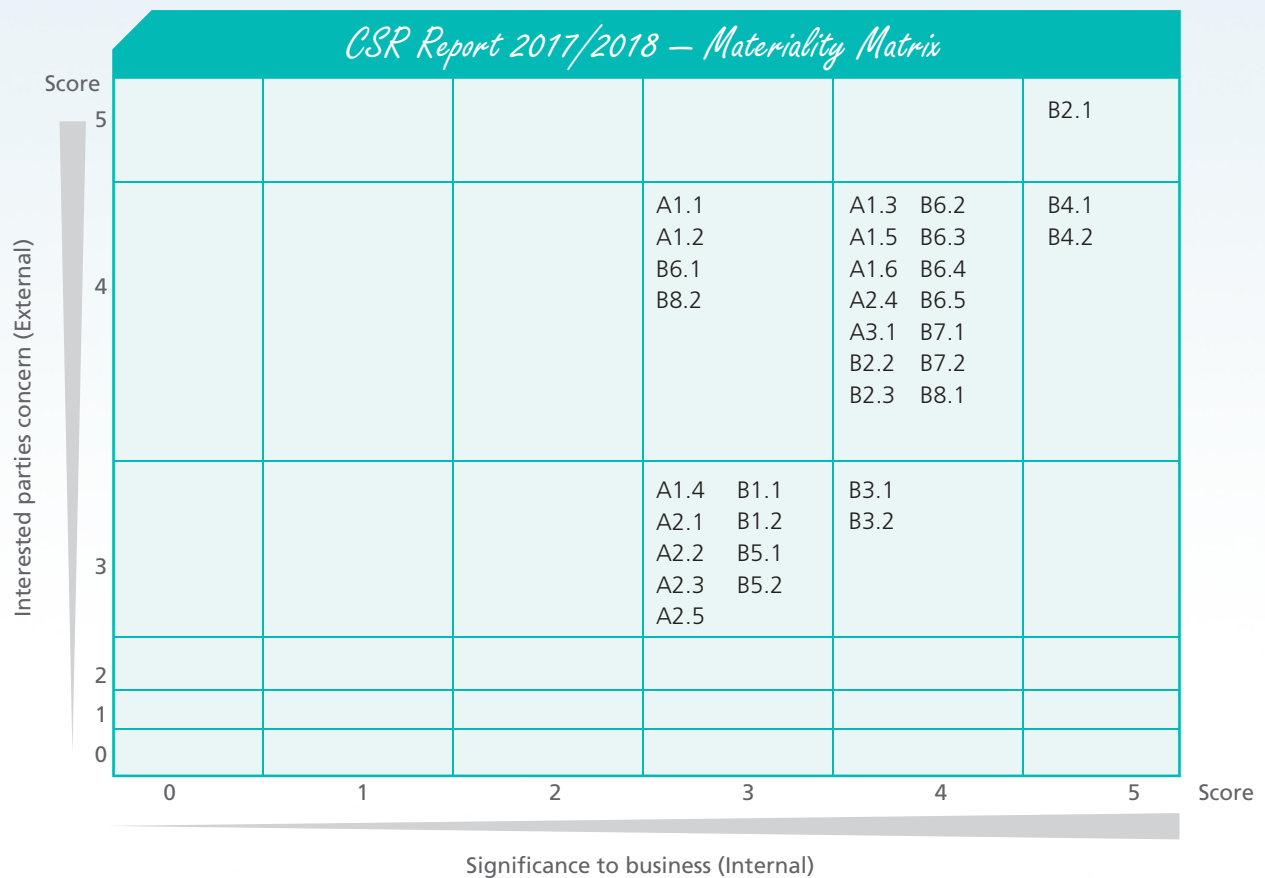 CSR Report 2017/2018 — Materiality Matrix
Score
5
B2.1
Interested parties concern (External)
4
A1.1
A1.2
B6.1
B8.2
A1.3 B6.2
A1.5 B6.3
A1.6 B6.4
A2.4 B6.5
A3.1 B7.1
B2.2 B7.2
B2.3 B8.1
B4.1
B4.2
3
A1.4 B1.1
A2.1 B1.2
A2.2 B5.1
A2.3 B5.2
A2.5
B3.1
B3.2
2
1
0
0 1 2 3 4 5 Score
Significance to business (Internal)